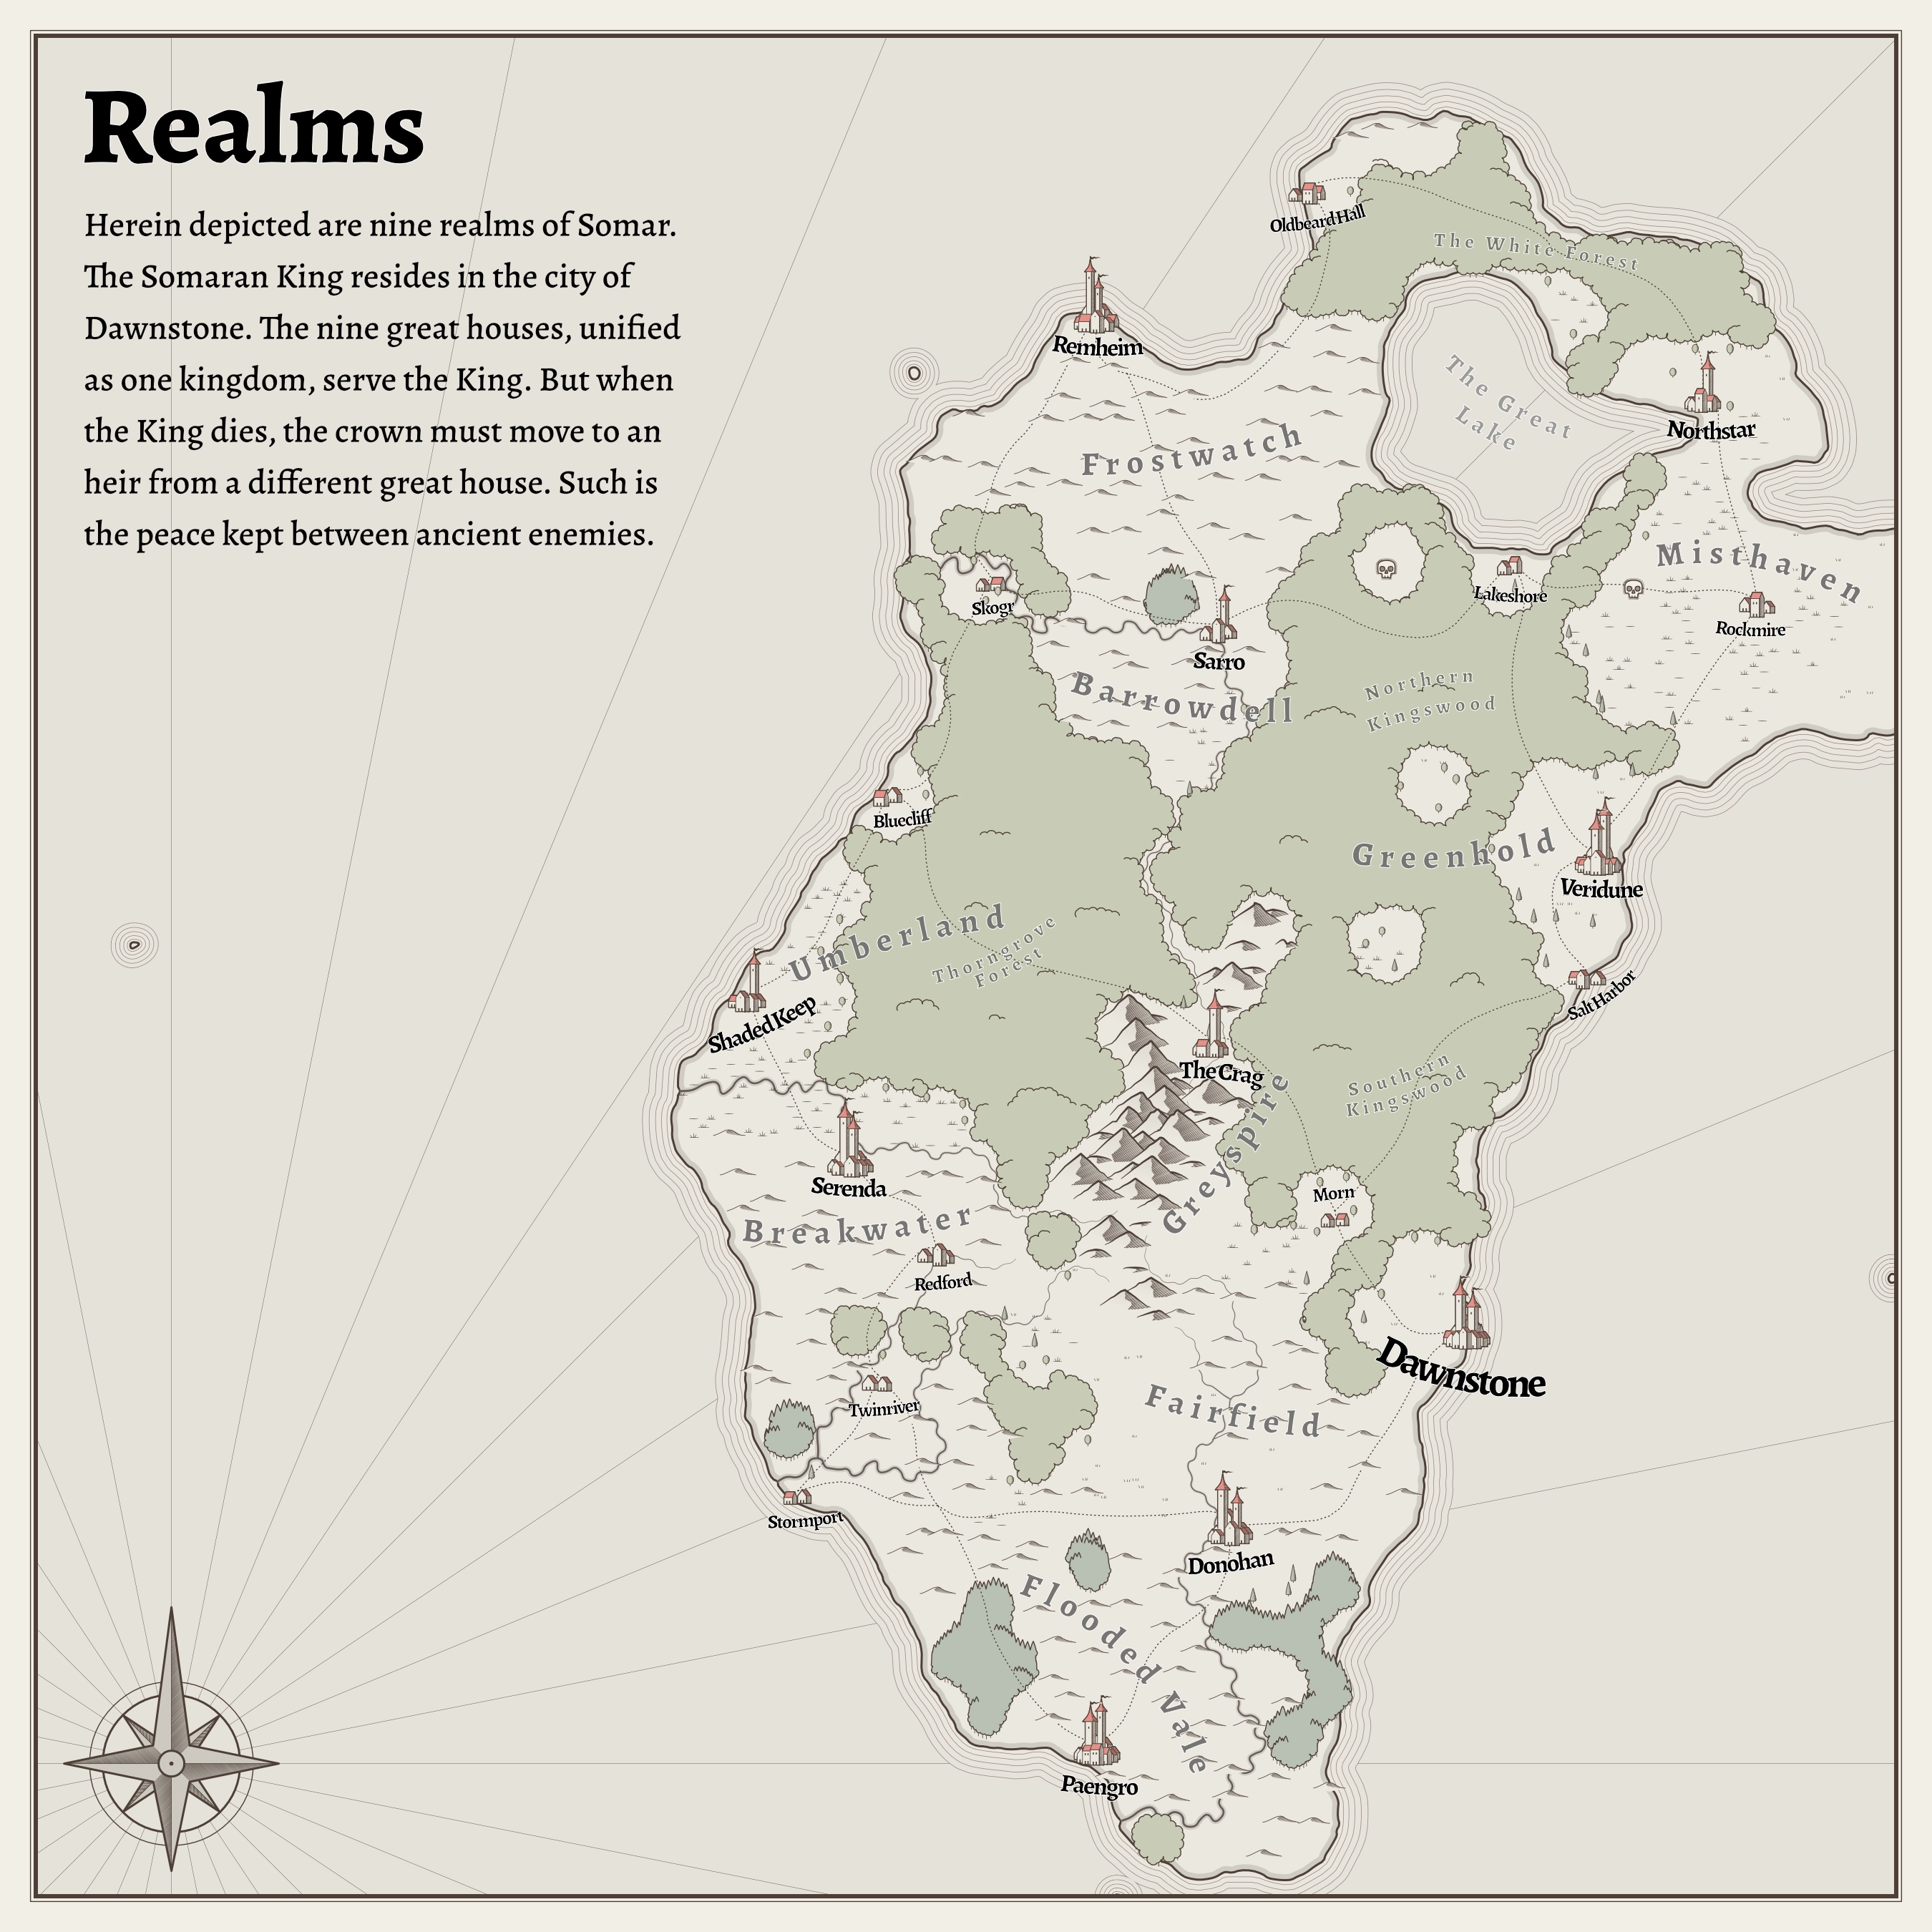 Realms
Herein depicted are nine realms of Somar.
The Somaran King resides in the city of
Dawnstone. The nine great houses, unified
as one kingdom, serve the King. But when
the King dies, the crown must move to an
heir from a different great house. Such is
the peace kept between ancient enemies.
Oldbeard Hall
The White Forest
Remheim
The Great
Lake
Northstar
Frostwatch
Misthaven
Skogr
Lakeshore
Rockmire
Sarro
Barrowdell
Northern
Kingswood
Bluecliff
Greenhold
Veridune
Umberland
Thorngrove
Forest
Shaded Keep
Salt Harbor
The Crag
Southern
Kingswood
Greyspire
Serenda
Morn
Breakwater
Redford
Dawnstone
Twinriver
Fairfield
Stormport
Donohan
Flooded Vale
Paengro